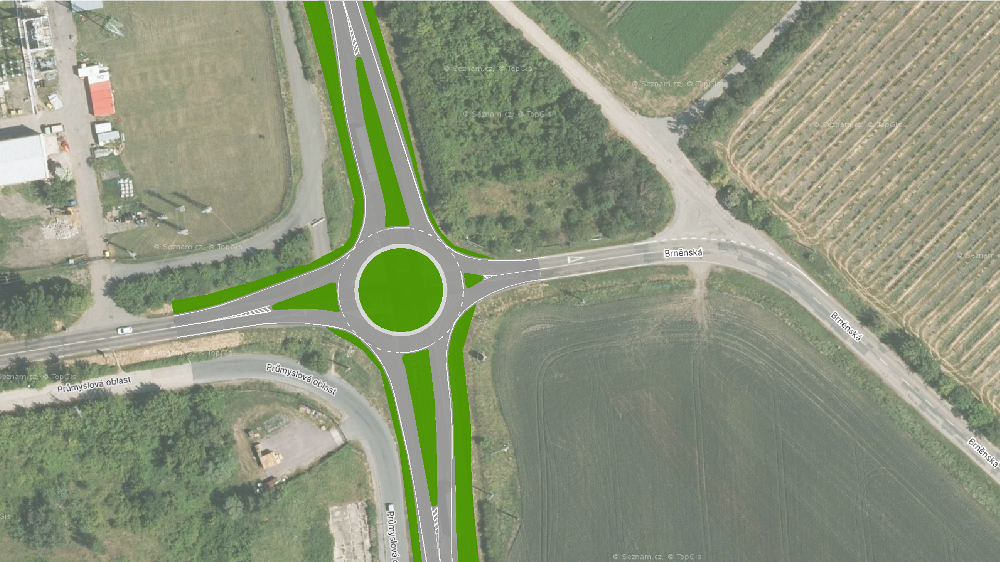 © Seznam.cz, © TopGis
© Seznam.cz, © TopGis
© Seznam.cz, © TopGis
© Seznam.cz, © TopGis
© Seznam.cz, © TopGis
Brněnská
© Seznam.cz
Brněnská
© Seznam.cz, © TopGis
Seznam.cz, © TopGis
Průmyslová oblast
Průmyslová oblast
Brněnská
Gis
Průmyslová
© Seznam.cz, © TopGis